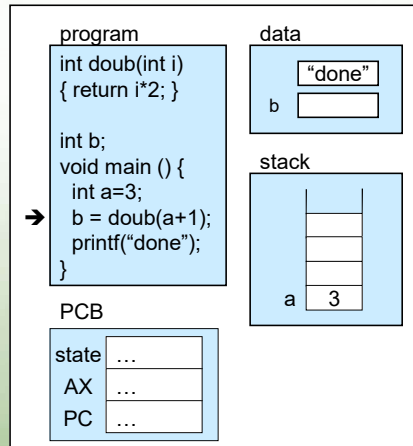 program
int doub(int i)
{ return i*2; }
int b;
void main () {
int a=3;
➔ b = doub(a+1);
printf(“done”);
}
data
“done”
b
stack
a 3
PCB
state …
AX …
PC …